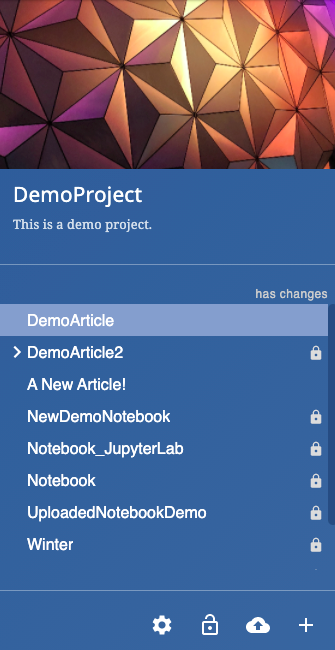 DemoProject
This is a demo project.
has changes
DemoArticle
DemoArticle2
A New Article!
NewDemoNotebook
Notebook_JupyterLab
Notebook
UploadedNotebookDemo
Winter